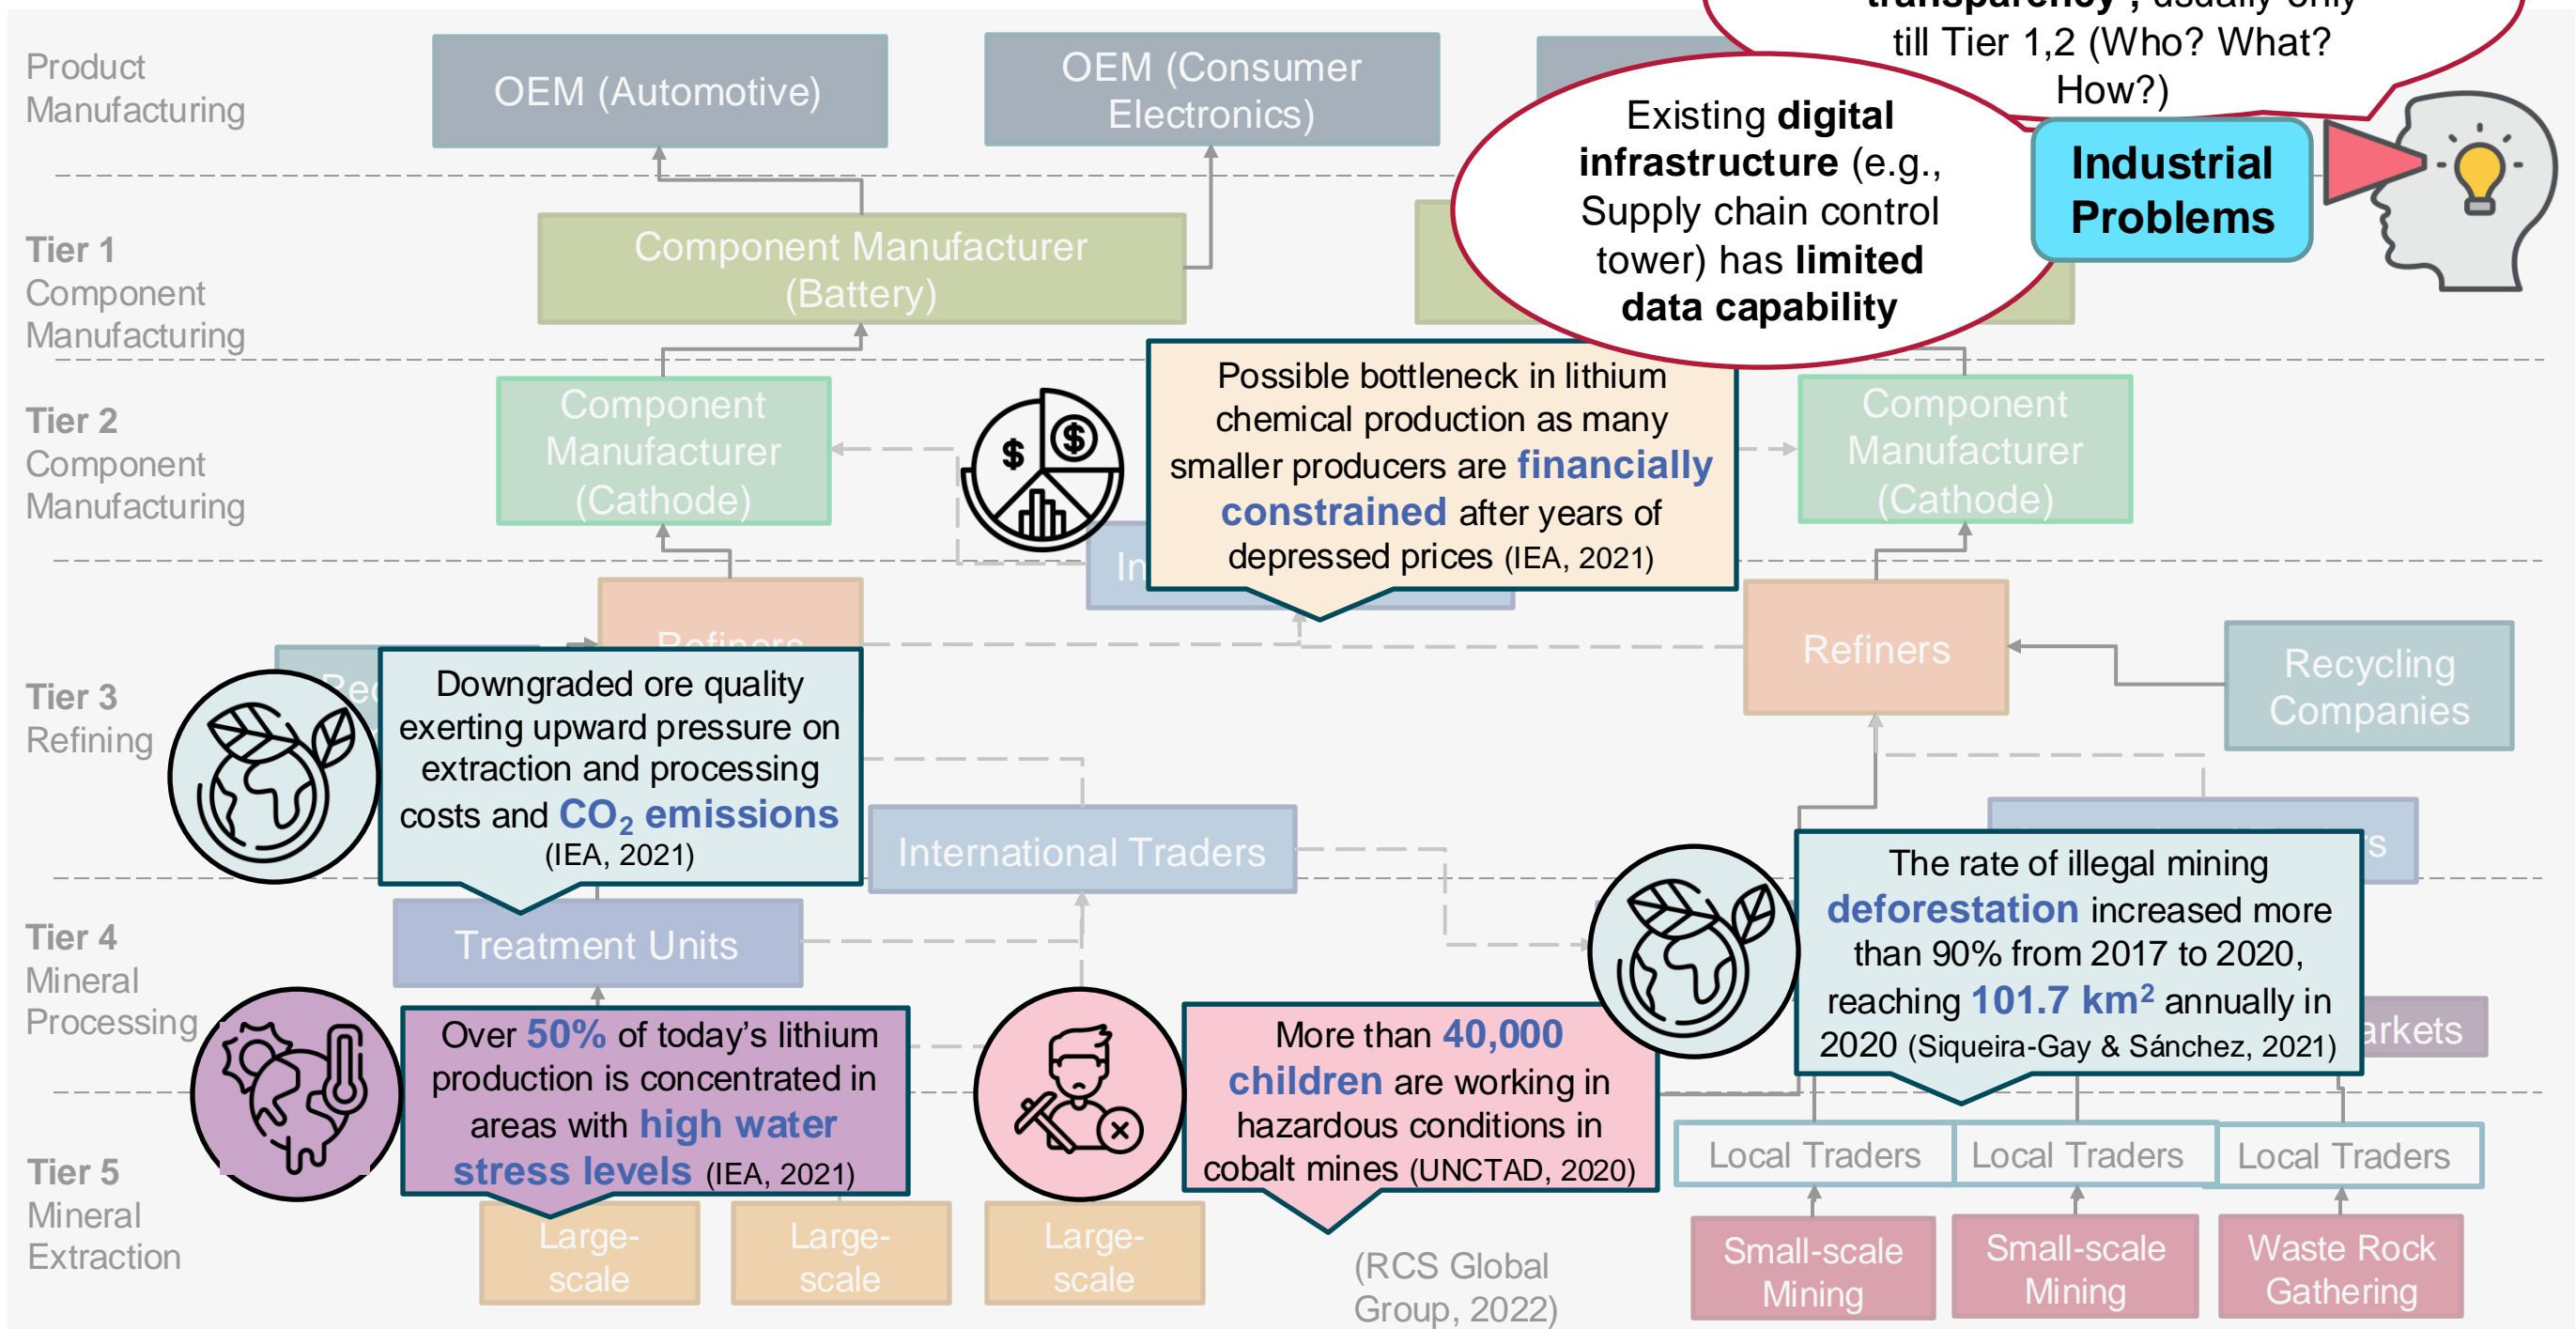 transparency , usually only
till Tier 1,2 (Who? What?
How?)
Product
Manufacturing
OEM (Automotive)
OEM (Consumer
Electronics)
Existing digital
infrastructure (e.g.,
Supply chain control
tower) has limited
data capability
Industrial
Problems
Tier 1
Component
Manufacturing
Component Manufacturer
(Battery)
Tier 2
Component
Manufacturing
Component
Manufacturer
(Cathode)
$
$
Possible bottleneck in lithium
chemical production as many
smaller producers are financially
constrained after years of
depressed prices (IEA, 2021)
Component
Manufacturer
(Cathode)
In
Tier 3
Refining
Refiners
Rec
Downgraded ore quality
exerting upward pressure on
extraction and processing
costs and CO₂ emissions
(IEA, 2021)
Refiners
Recycling
Companies
International Traders
s
The rate of illegal mining
deforestation increased more
than 90% from 2017 to 2020,
reaching 101.7 km² annually in
2020 (Siqueira-Gay & Sánchez, 2021)
Tier 4
Mineral
Processing
Treatment Units
arkets
Over 50% of today’s lithium
production is concentrated in
areas with high water
stress levels (IEA, 2021)
More than 40,000
children are working in
hazardous conditions in
cobalt mines (UNCTAD, 2020)
Tier 5
Mineral
Extraction
Local Traders
Local Traders
Local Traders
Large-
scale
Large-
scale
Large-
scale
(RCS Global
Group, 2022)
Small-scale
Mining
Small-scale
Mining
Waste Rock
Gathering